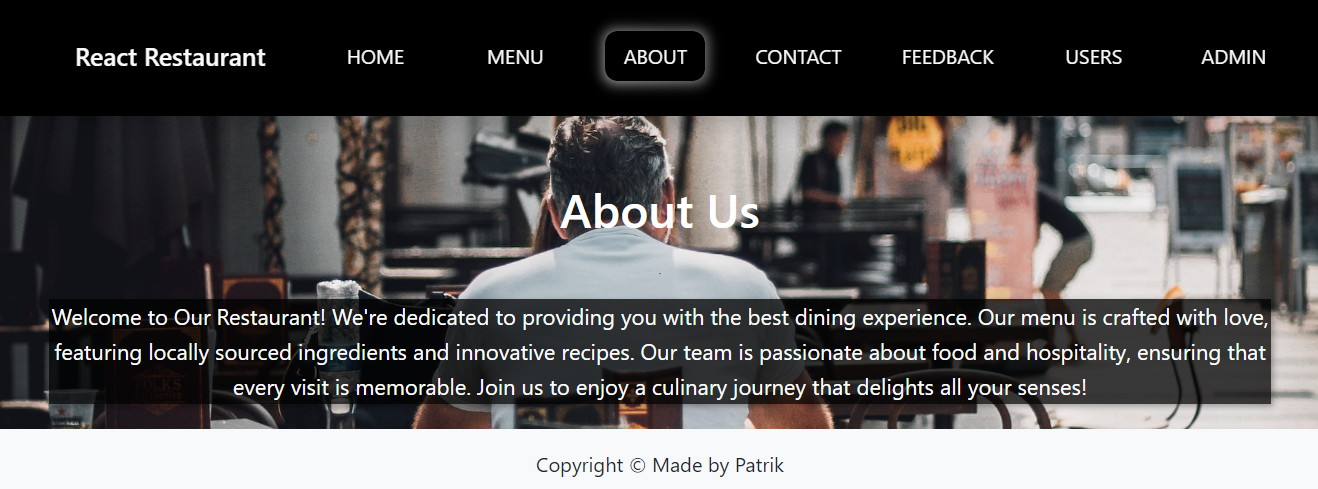 React Restaurant HOME MENU ABOUT CONTACT FEEDBACK USERS ADMIN
About Us
Welcome to Our Restaurant! We're dedicated to providing you with the best dining experience. Our menu is crafted with love,
featuring locally sourced ingredients and innovative recipes. Our team is passionate about food and hospitality, ensuring that
every visit is memorable. Join us to enjoy a culinary journey that delights all your senses!
Copyright © Made by Patrik